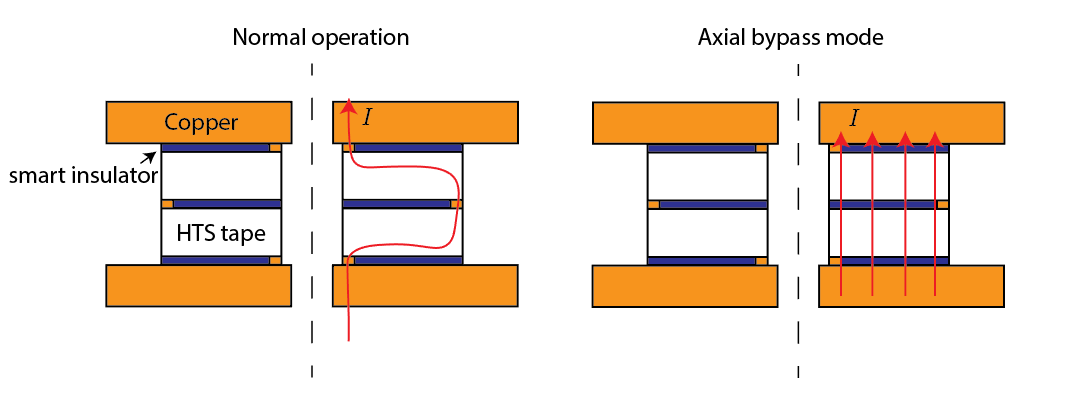 Normal operation
Axial bypass mode
Copper
I
I
smart insulator
HTS tape